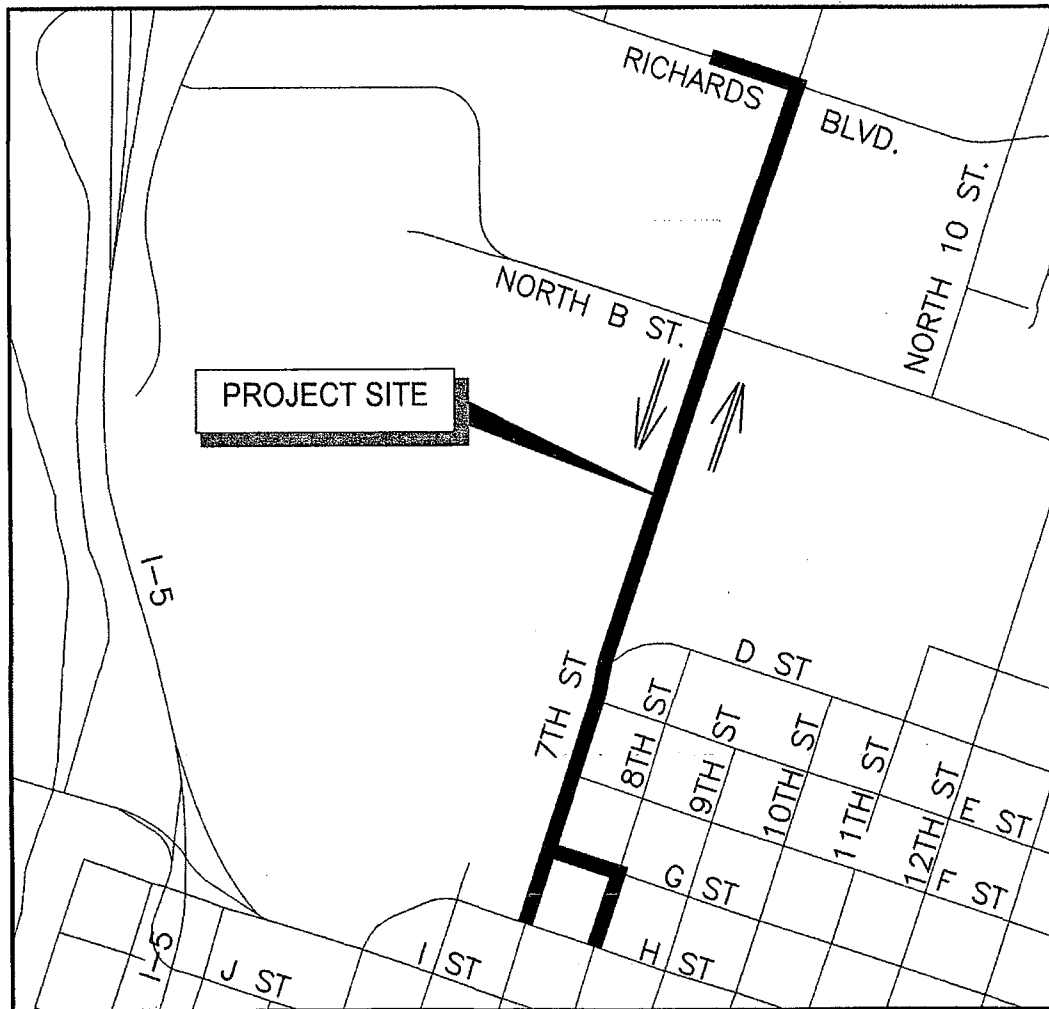 RICHARDS
BLVD.
NORTH 10 ST.
NORTH B ST.
PROJECT SITE
I-5
7TH ST
D ST
8TH ST
9TH ST
10TH ST
11TH ST
12TH ST
E ST
F ST
G ST
H ST
I ST
J ST
I-5